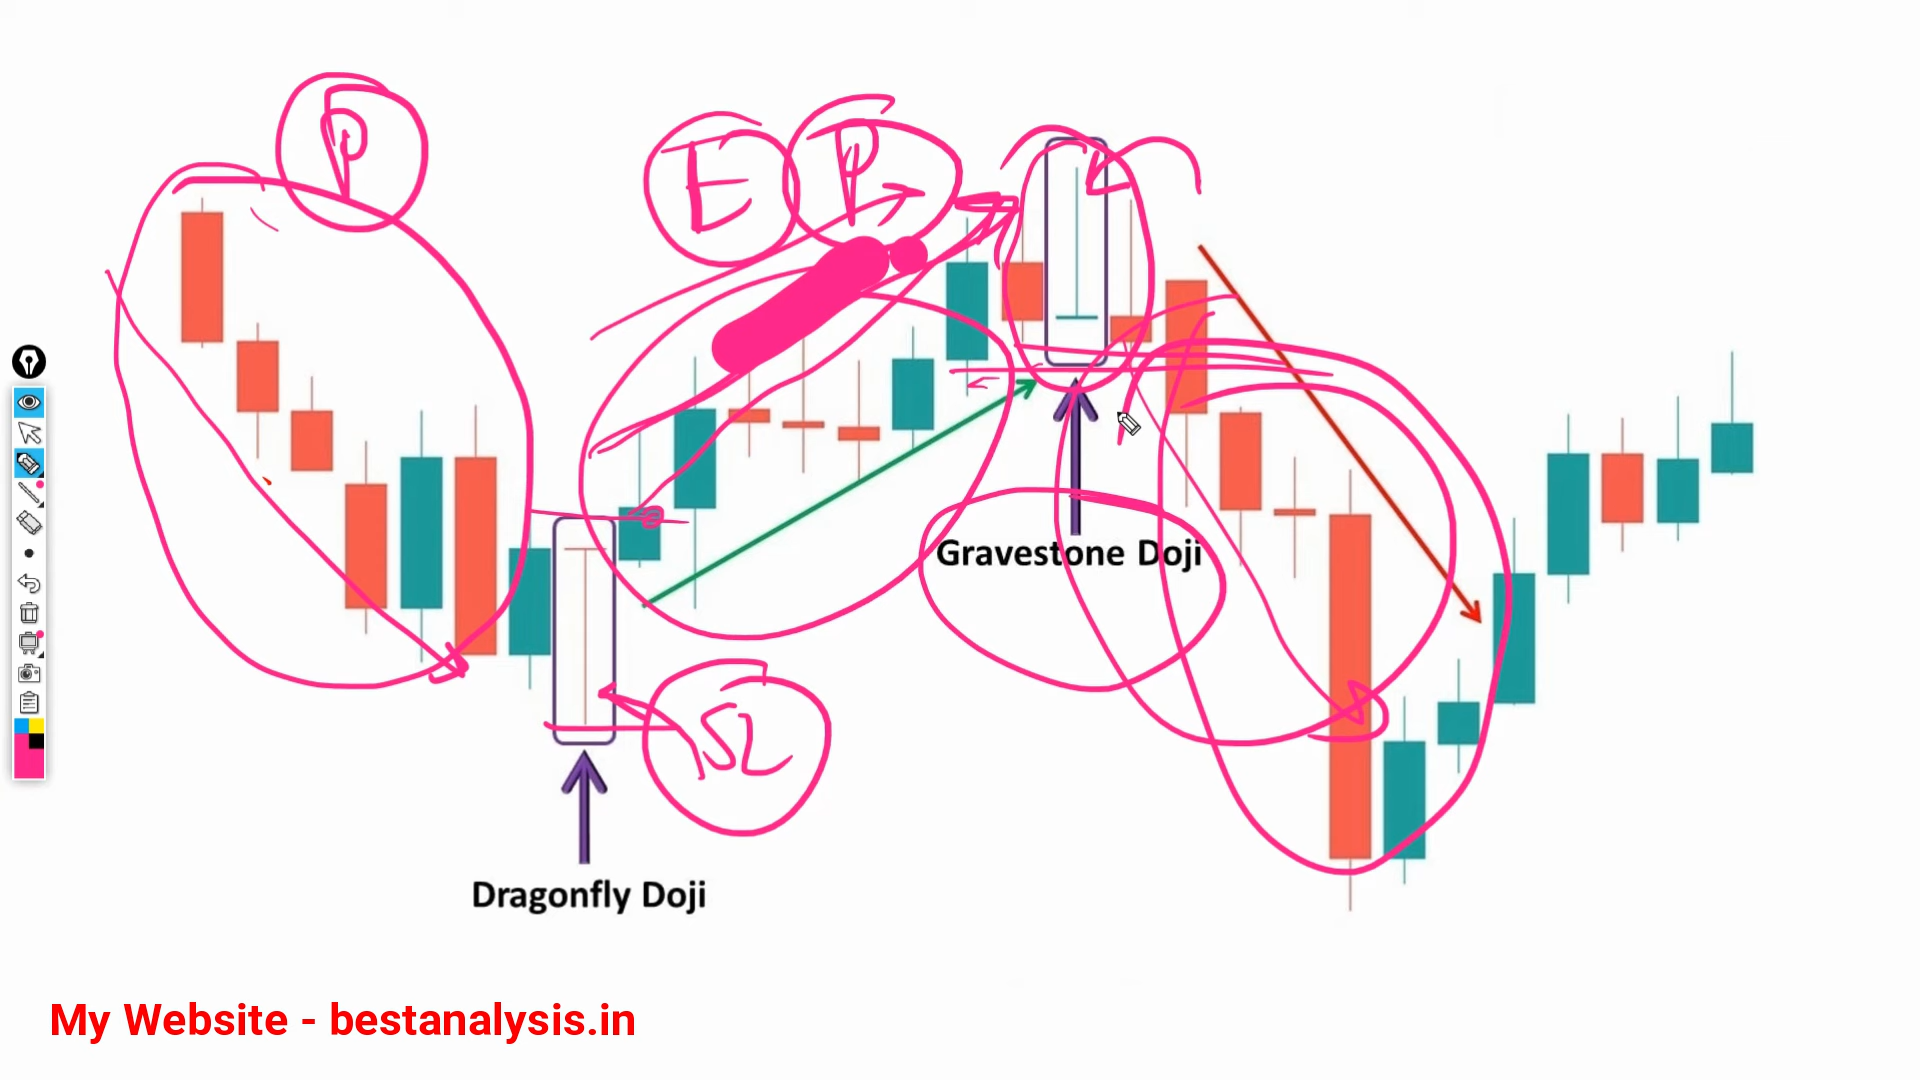 P
E
P
Gravestone Doji
SL
Dragonfly Doji
My Website - bestanalysis.in